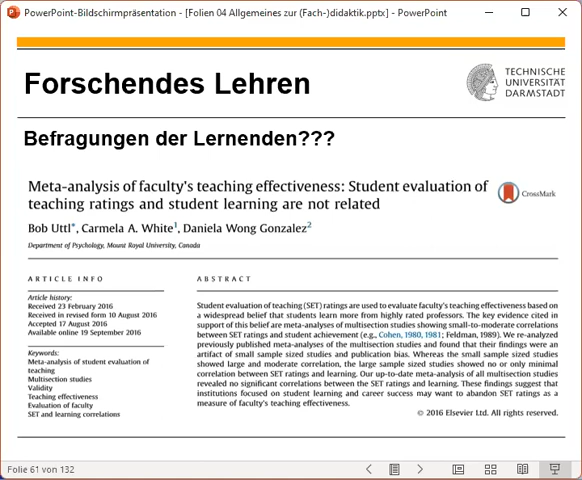 PowerPoint-Bildschirmpräsentation - [Folien 04 Allgemeines zur (Fach-)didaktik.pptx] - PowerPoint
Forschendes Lehren
TECHNISCHE
UNIVERSITÄT
DARMSTADT
Befragungen der Lernenden???
Meta-analysis of faculty's teaching effectiveness: Student evaluation of
teaching ratings and student learning are not related
CrossMark
Bob Uttl*, Carmela A. White1, Daniela Wong Gonzalez2
Department of Psychology, Mount Royal University, Canada
ARTICLE INFO
Article history:
Received 23 February 2016
Received in revised form 10 August 2016
Accepted 17 August 2016
Available online 19 September 2016
Keywords:
Meta-analysis of student evaluation of
teaching
Multisection studies
Validity
Teaching effectiveness
Evaluation of faculty
SET and learning correlations
ABSTRACT
Student evaluation of teaching (SET) ratings are used to evaluate faculty's teaching effectiveness based on
a widespread belief that students learn more from highly rated professors. The key evidence cited in
support of this belief are meta-analyses of multisection studies showing small-to-moderate correlations
between SET ratings and student achievement (e.g., Cohen, 1980, 1981; Feldman, 1989). We re-analyzed
previously published meta-analyses of the multisection studies and found that their findings were an
artifact of small sample sized studies and publication bias. Whereas the small sample sized studies
showed large and moderate correlation, the large sample sized studies showed no or only minimal
correlation between SET ratings and learning. Our up-to-date meta-analysis of all multisection studies
revealed no significant correlations between the SET ratings and learning. These findings suggest that
institutions focused on student learning and career success may want to abandon SET ratings as a
measure of faculty's teaching effectiveness.
© 2016 Elsevier Ltd. All rights reserved.
Folie 61 von 132